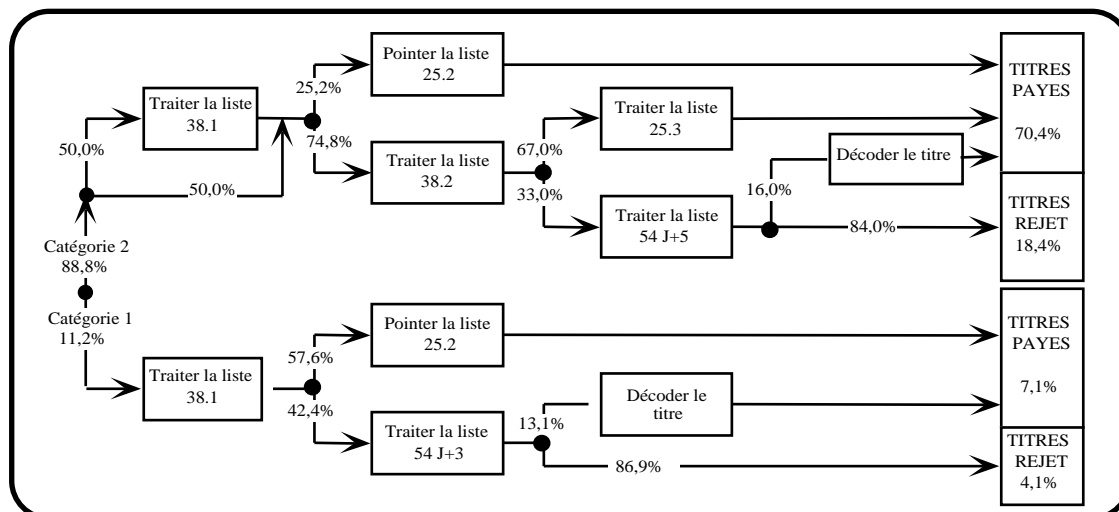 Pointer la liste
25.2
25,2%
Traiter la liste
38.1
TITRES
PAYES
70,4%
Traiter la liste
25.3
50,0%
74,8%
67,0%
Traiter la liste
38.2
Décoder le titre
50,0%
33,0%
16,0%
Traiter la liste
54 J+5
84,0%
TITRES
REJET
18,4%
Catégorie 2
88,8%
Catégorie 1
11,2%
Pointer la liste
25.2
57,6%
TITRES
PAYES
7,1%
Traiter la liste
38.1
42,4%
Décoder le
titre
13,1%
Traiter la liste
54 J+3
86,9%
TITRES
REJET
4,1%